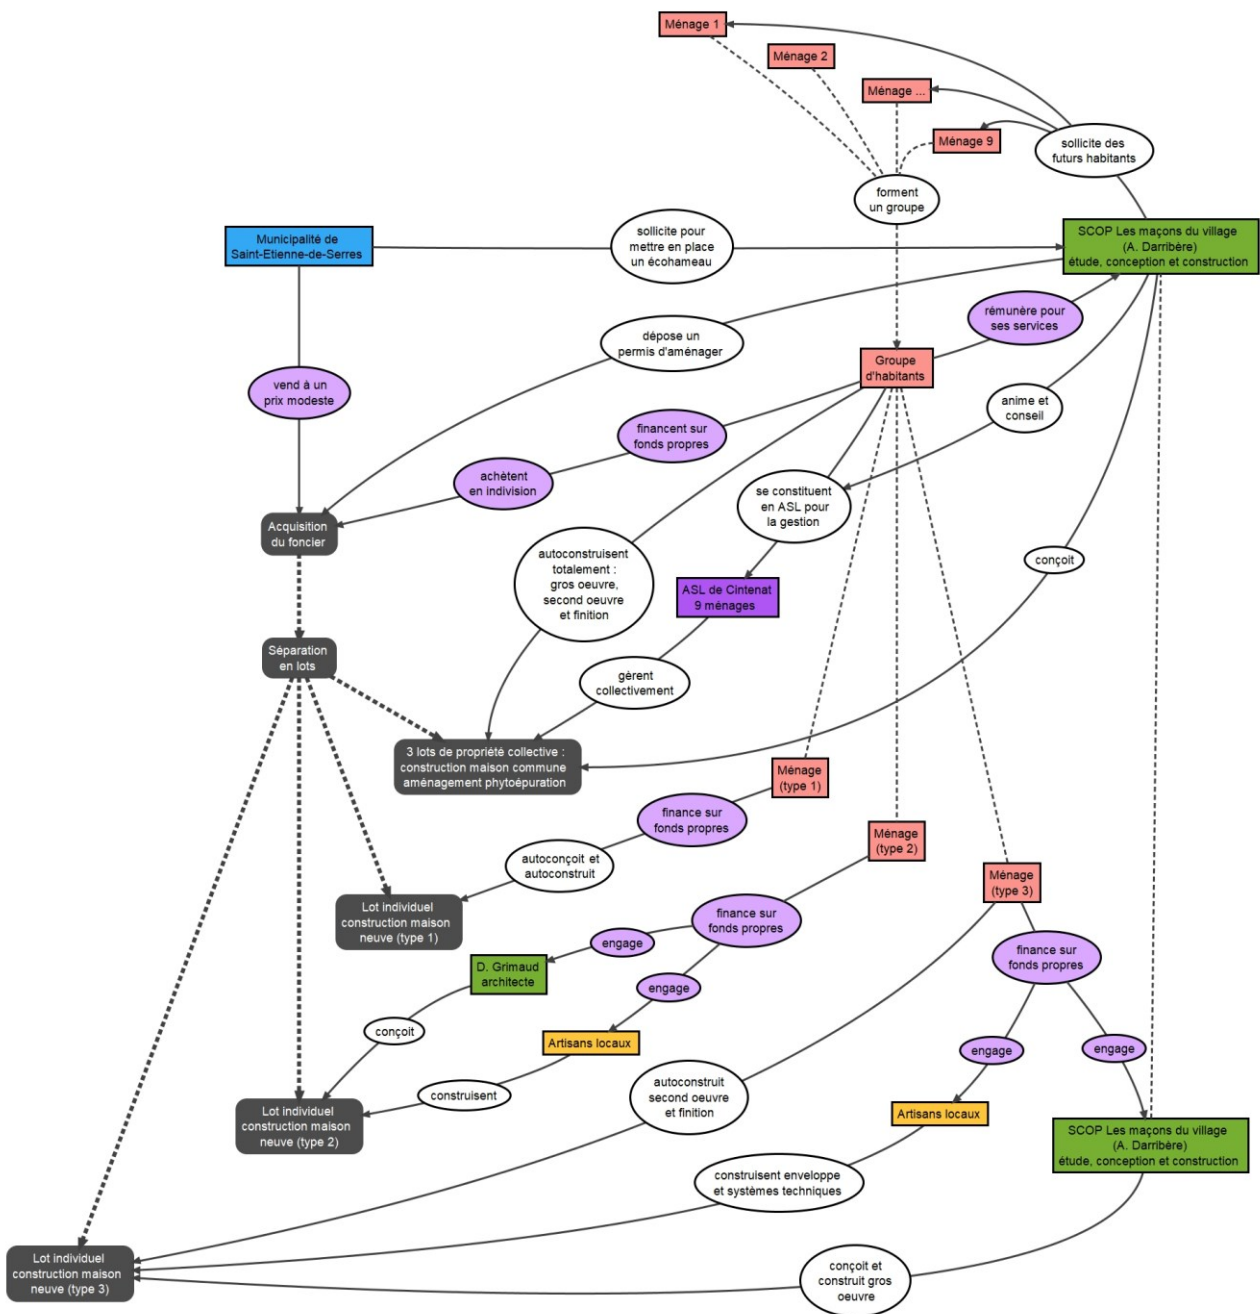 Ménage 1
Ménage 2
Ménage ...
Ménage 9
sollicite des
futurs habitants
forment
un groupe
Municipalité de
Saint-Etienne-de-Serres
sollicite pour
mettre en place
un écohameau
SCOP Les maçons du village
(A. Darribère)
étude, conception et construction
rémunère pour
ses services
dépose un
permis d'aménager
Groupe
d'habitants
vend à un
prix modeste
anime et
conseil
financent sur
fonds propres
achètent
en indivision
se constituent
en ASL pour
la gestion
Acquisition
du foncier
autoconstruisent
totalement :
gros oeuvre,
second oeuvre
et finition
conçoit
ASL de Cintenat
9 ménages
Séparation
en lots
gèrent
collectivement
3 lots de propriété collective :
construction maison commune
aménagement phytoépuration
Ménage
(type 1)
finance sur
fonds propres
Ménage
(type 2)
autoconçoit et
autoconstruit
Ménage
(type 3)
Lot individuel
construction maison
neuve (type 1)
finance sur
fonds propres
engage
finance sur
fonds propres
D. Grimaud
architecte
engage
conçoit
Artisans locaux
engage
engage
construisent
autoconstruit
second oeuvre
et finition
Artisans locaux
Lot individuel
construction maison
neuve (type 2)
SCOP Les maçons du village
(A. Darribère)
étude, conception et construction
construisent enveloppe
et systèmes techniques
Lot individuel
construction maison
neuve (type 3)
conçoit et
construit gros
oeuvre